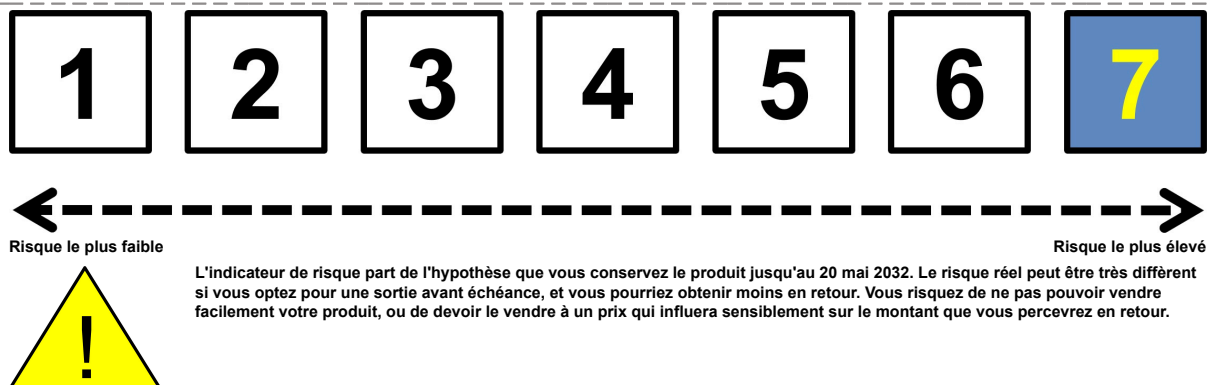 1 2 3 4 5 6 7
Risque le plus faible Risque le plus élevé
L'indicateur de risque part de l'hypothèse que vous conservez le produit jusqu'au 20 mai 2032. Le risque réel peut être très diffèrent
si vous optez pour une sortie avant échéance, et vous pourriez obtenir moins en retour. Vous risquez de ne pas pouvoir vendre
facilement votre produit, ou de devoir le vendre à un prix qui influera sensiblement sur le montant que vous percevrez en retour.
!